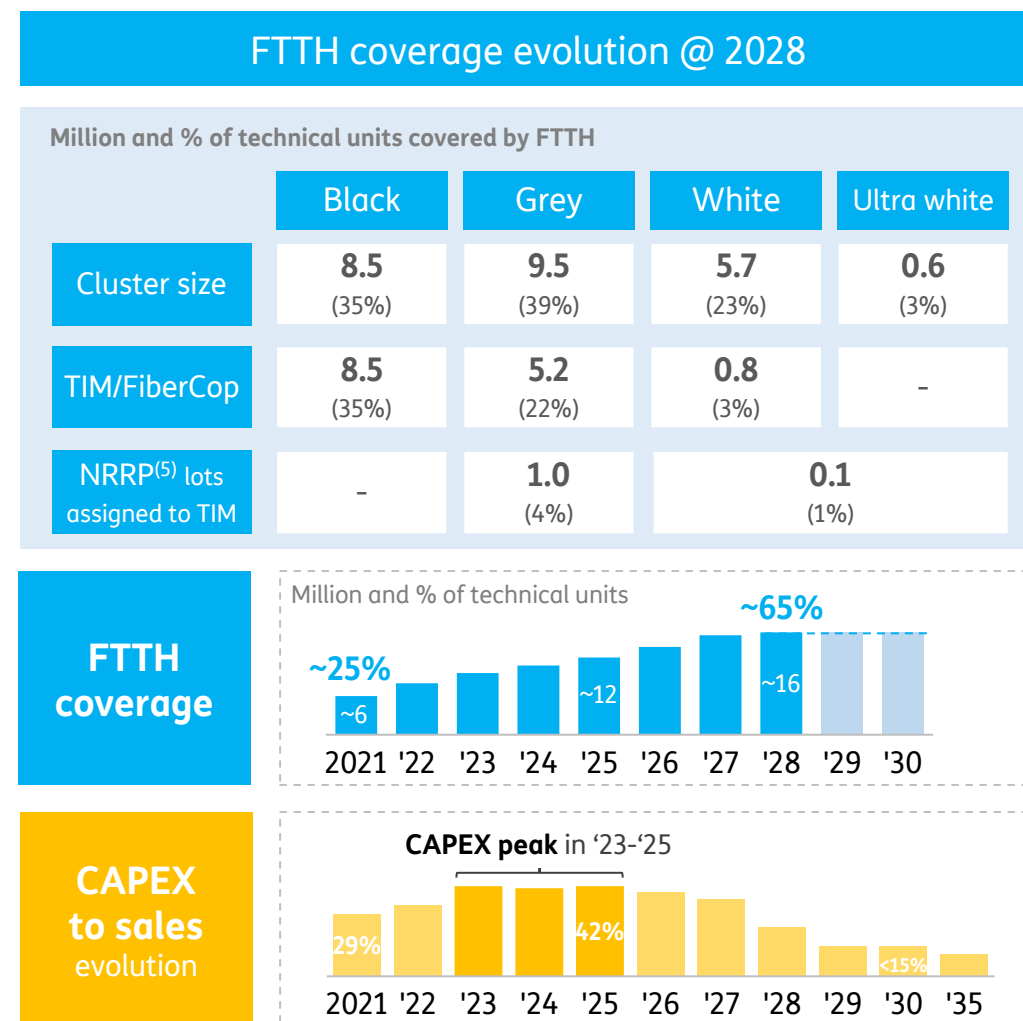 FTTH coverage evolution @ 2028
Million and % of technical units covered by FTTH
Black Grey White Ultra white
Cluster size 8.5 9.5 5.7 0.6
(35%) (39%) (23%) (3%)
TIM/FiberCop 8.5 5.2 0.8 -
(35%) (22%) (3%)
NRRP(5) lots
assigned to TIM
- 1.0 0.1
(4%) (1%)
FTTH
coverage
Million and % of technical units
~65%
~25%
~6 ~12 ~16
2021 '22 '23 '24 '25 '26 '27 '28 '29 '30
CAPEX
to sales
evolution
CAPEX peak in ‘23-‘25
29% 42% <15%
2021 '22 '23 '24 '25 '26 '27 '28 '29 '30 '35